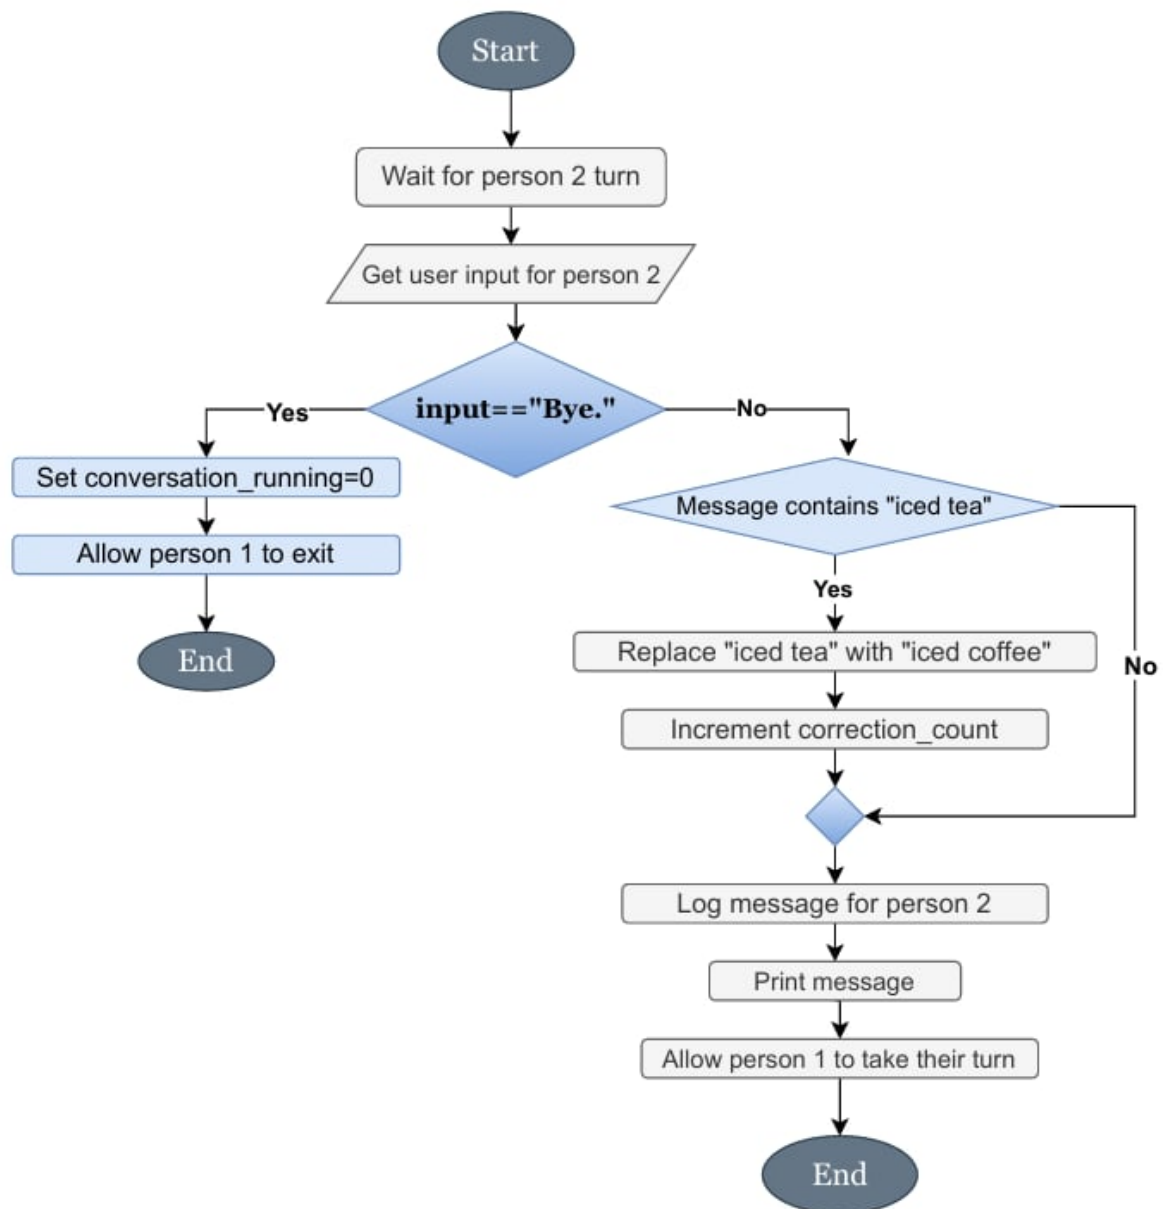 Start
Wait for person 2 turn
Get user input for person 2
input=="Bye."
Yes
No
Set conversation_running=0
Allow person 1 to exit
End
Message contains "iced tea"
Yes
No
Replace "iced tea" with "iced coffee"
Increment correction_count
Log message for person 2
Print message
Allow person 1 to take their turn
End